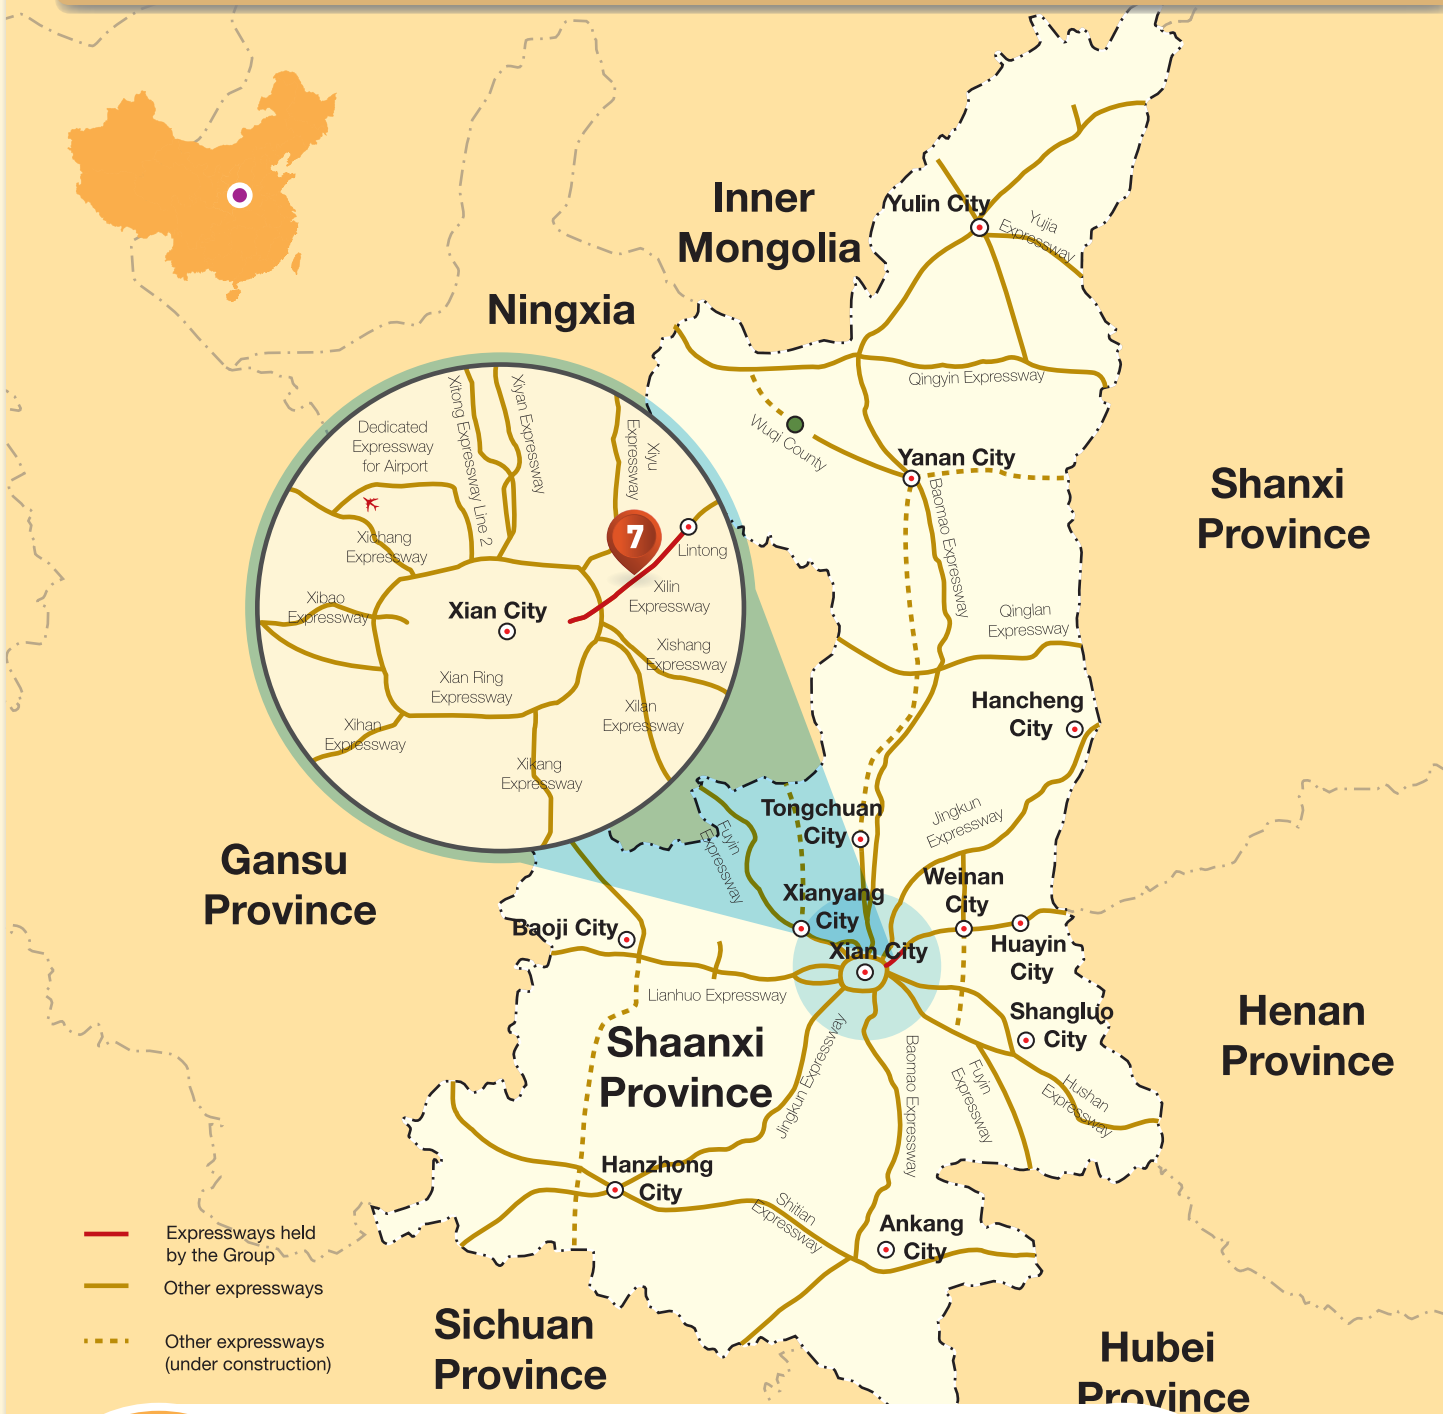 Inner
Mongolia
Ningxia
Yulin City
Yujia
Expressway
Qingyin Expressway
Wuqi County
Yanan City
Baomao Expressway
Shanxi
Province
Qinglan
Expressway
Hancheng
City
Dedicated
Expressway
for Airport
Xitong Expressway Line 2
Xiyan Expressway
Xiyu
Expressway
7
Lintong
Xichang
Expressway
Xilin
Expressway
Xibao
Expressway
Xian City
Xishang
Expressway
Xian Ring
Expressway
Xilan
Expressway
Xihan
Expressway
Xikang
Expressway
Tongchuan
City
Jingkun
Expressway
Fuyin
Expressway
Gansu
Province
Xianyang
City
Weinan
City
Baoji City
Xian City
Huayin
City
Lianhuo Expressway
Shangluo
City
Henan
Province
Shaanxi
Province
Jingkun Expressway
Baomao Expressway
Fuyin
Expressway
Hushan
Expressway
Hanzhong
City
Shitian
Expressway
Ankang
City
Expressways held
by the Group
Other expressways
Other expressways
(under construction)
Sichuan
Province
Hubei
Province